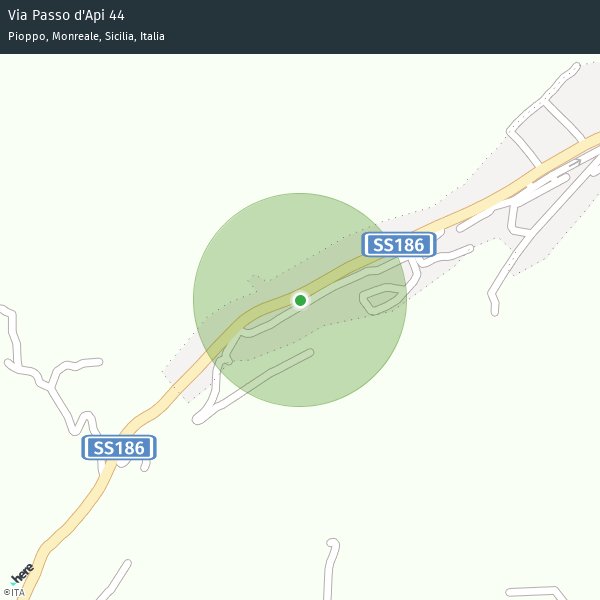 Via Passo d'Api 44
Pioppo, Monreale, Sicilia, Italia
SS186
SS186
here
©ITA